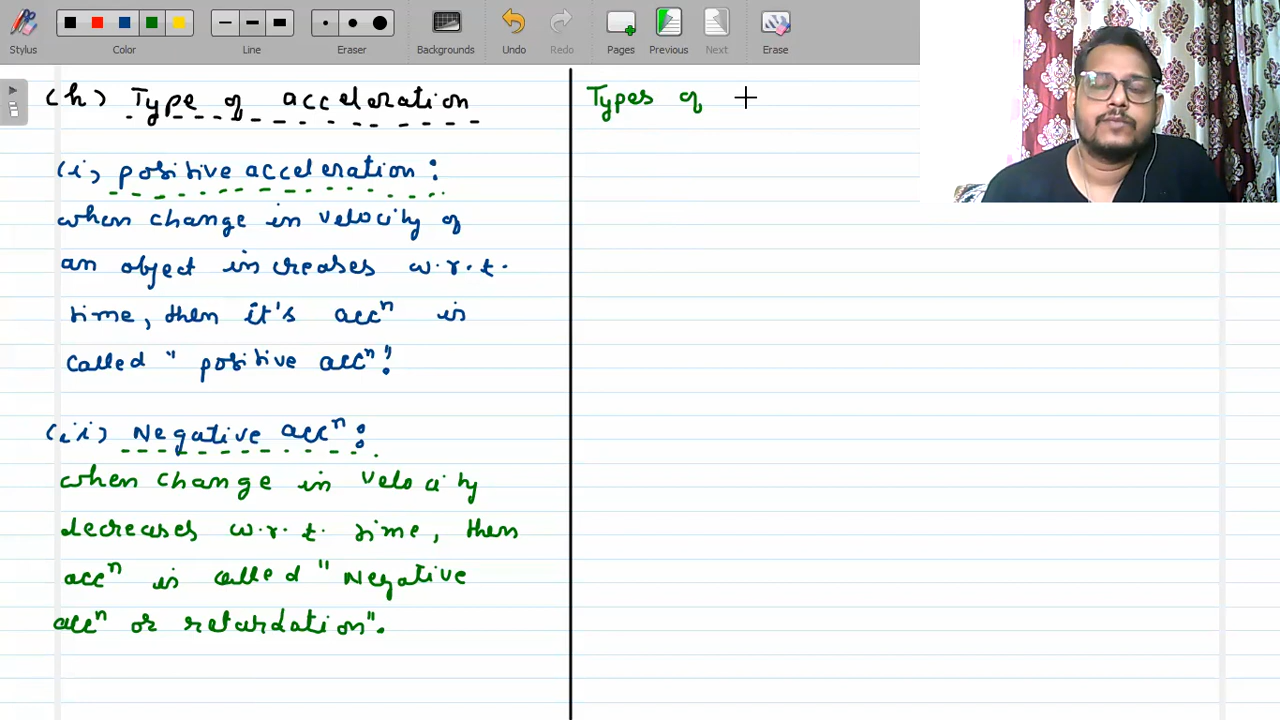 Stylus
Color
Line
Eraser
Backgrounds
Undo
Redo
Pages
Previous
Next
Erase
(h) Type of acceleration
(i) positive acceleration:
when change in velocity of
an object increases w.r.t.
time, then it's accⁿ is
called "positive accⁿ".
(ii) Negative accⁿ:
when change in velocity
decreases w.r.t. time, then
accⁿ is called "Negative
accⁿ or retardation".
Types of